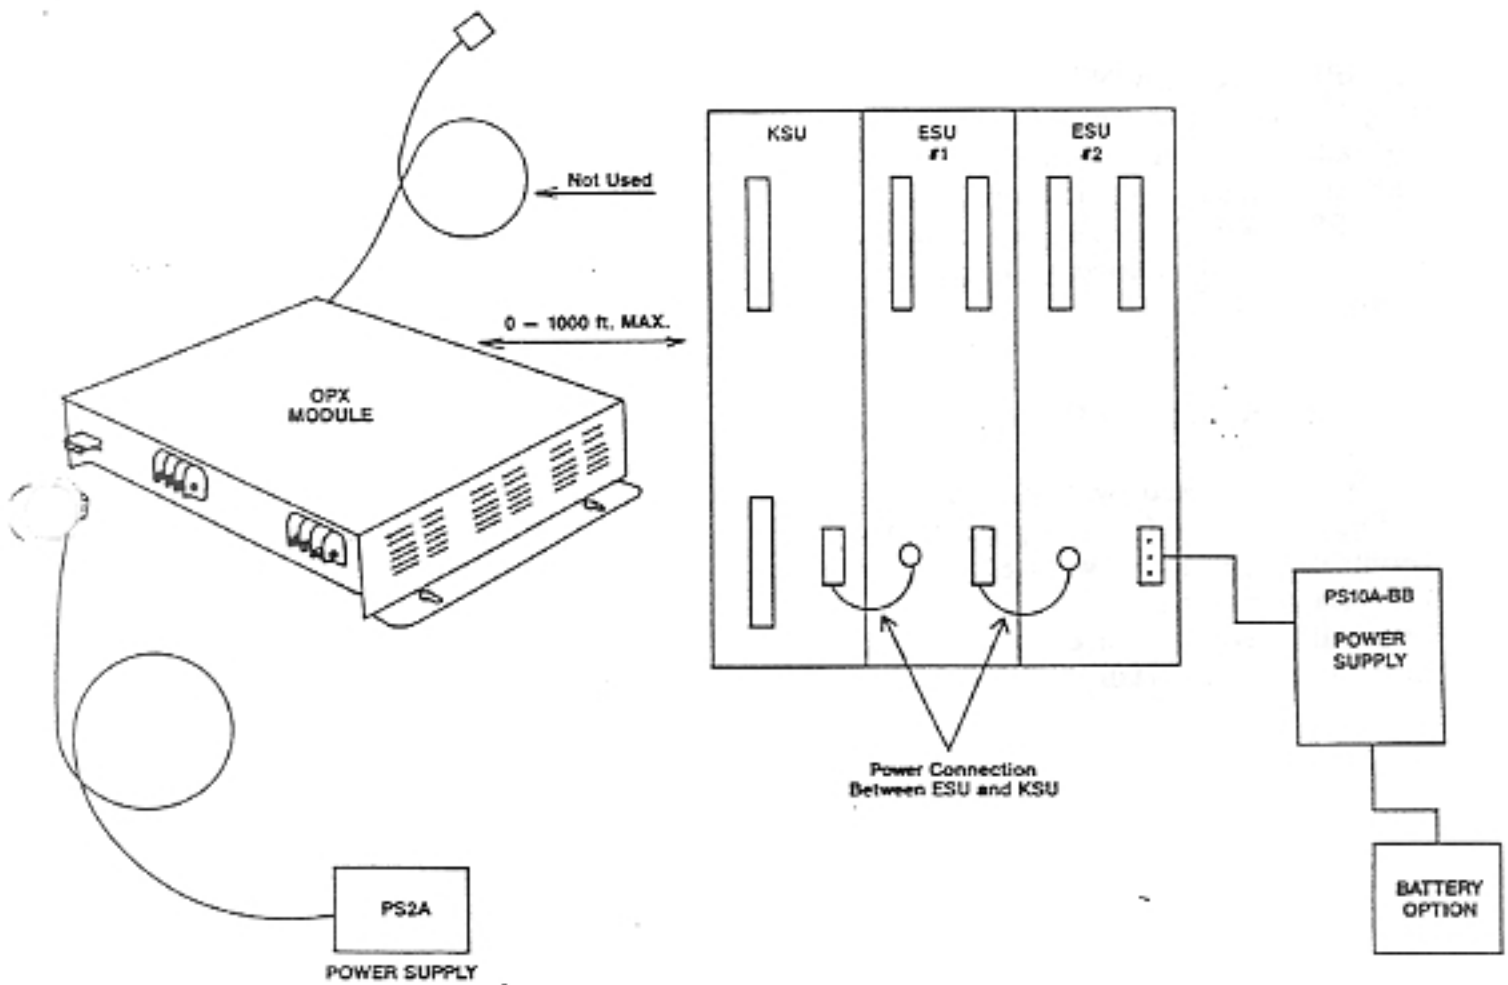 Not Used
KSU
ESU
#1
ESU
#2
0 – 1000 ft. MAX.
OPX
MODULE
Power Connection
Between ESU and KSU
PS10A-BB
POWER
SUPPLY
BATTERY
OPTION
PS2A
POWER SUPPLY